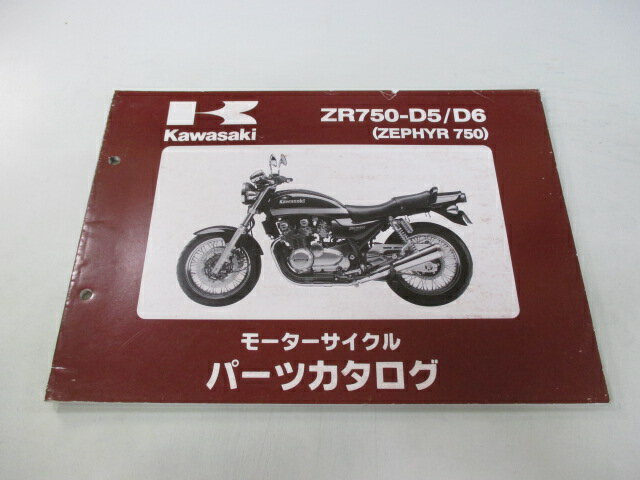 Kawasaki
ZR750-D5/D6
(ZEPHYR 750)
Kawasaki
モーターサイクル
パーツカタログ